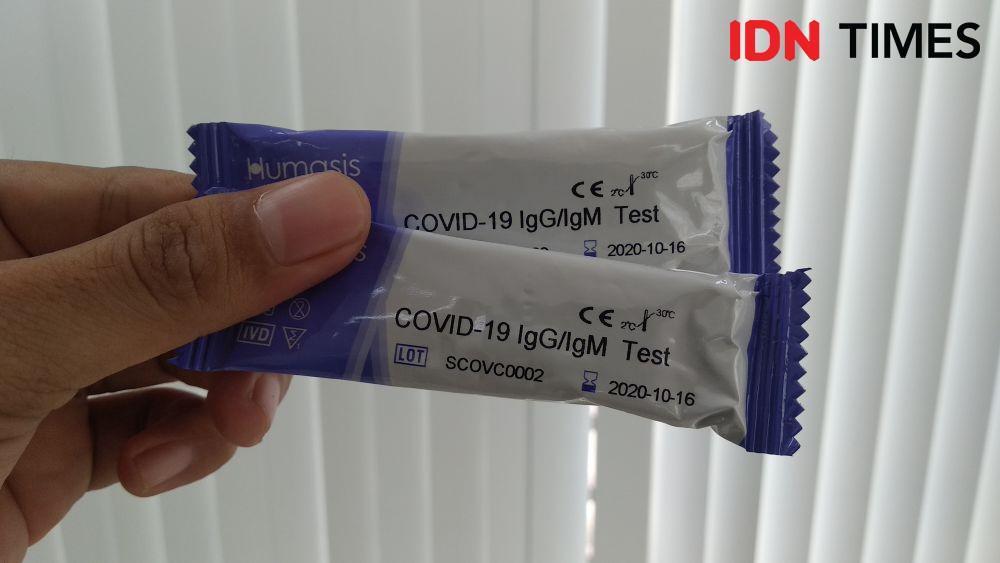 IDN TIMES
Humasis
CE 2℃ 30℃
COVID-19 IgG/IgM Test
2020-10-16
CE 2℃ 30℃
COVID-19 IgG/IgM Test
IVD
LOT SCOVC0002
2020-10-16